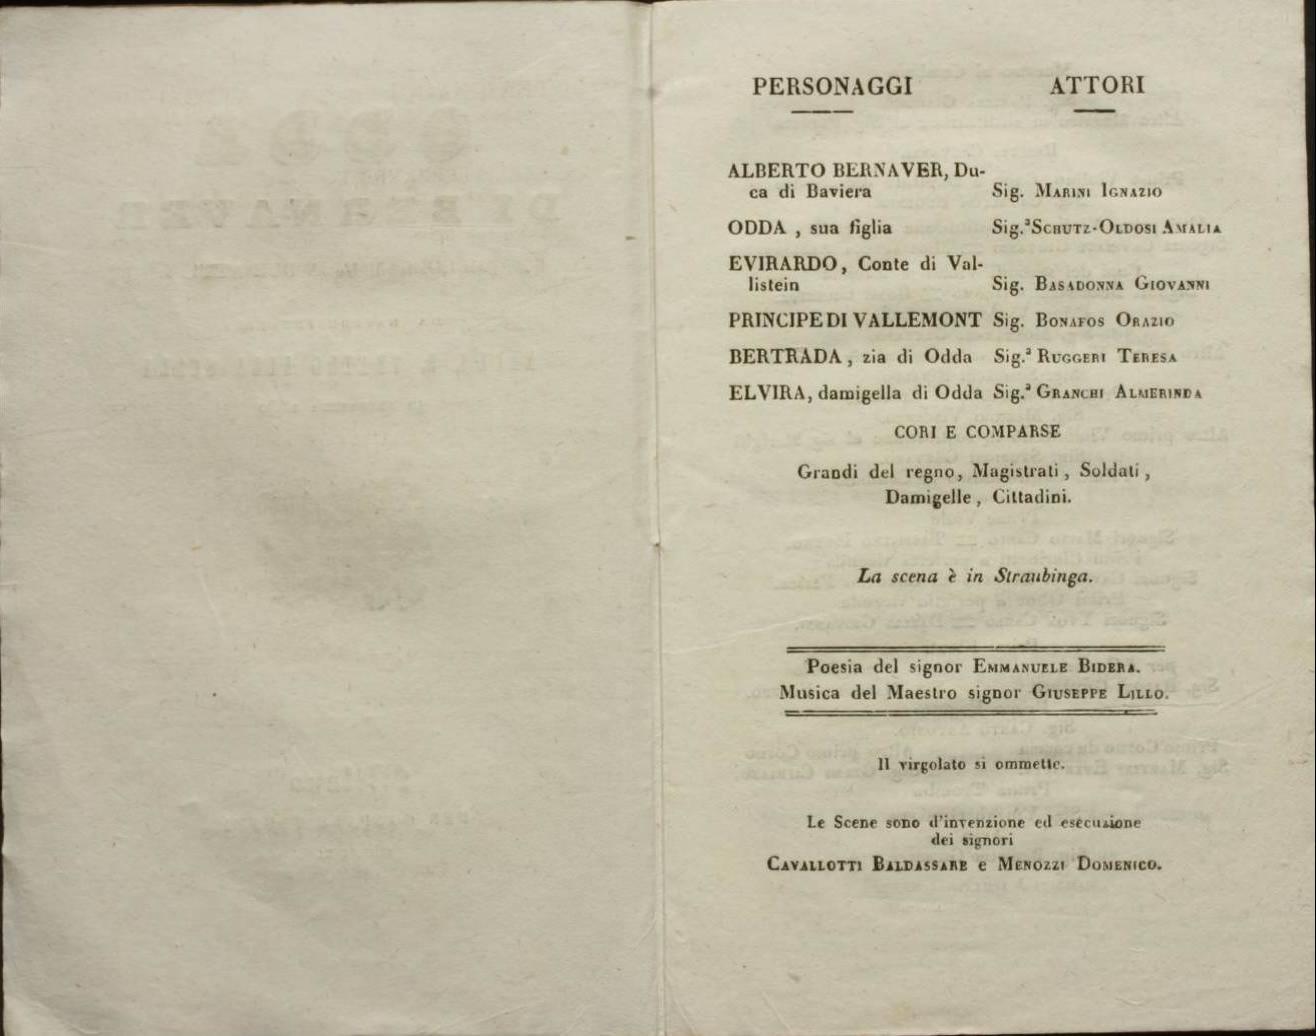 PERSONAGGI ATTORI
ALBERTO BERNAVER, Du-
ca di Baviera Sig. MARINI IGNAZIO
ODDA , sua figlia Sig.ª SCHUTZ-OLDOSI AMALIA
EVIRARDO, Conte di Val-
listein Sig. BASADONNA GIOVANNI
PRINCIPE DI VALLEMONT Sig. BONAFOS ORAZIO
BERTRADA , zia di Odda Sig.ª RUGGERI TERESA
ELVIRA, damigella di Odda Sig.ª GRANCHI ALMERINDA
CORI E COMPARSE
Grandi del regno, Magistrati , Soldati ,
Damigelle , Cittadini.
La scena è in Straubinga.
Poesia del signor EMMANUELE BIDERA.
Musica del Maestro signor GIUSEPPE LILLO.
Il virgolato si ommette.
Le Scene sono d'invenzione ed esecuzione
dei signori
CAVALLOTTI BALDASSARE e MENOZZI DOMENICO.